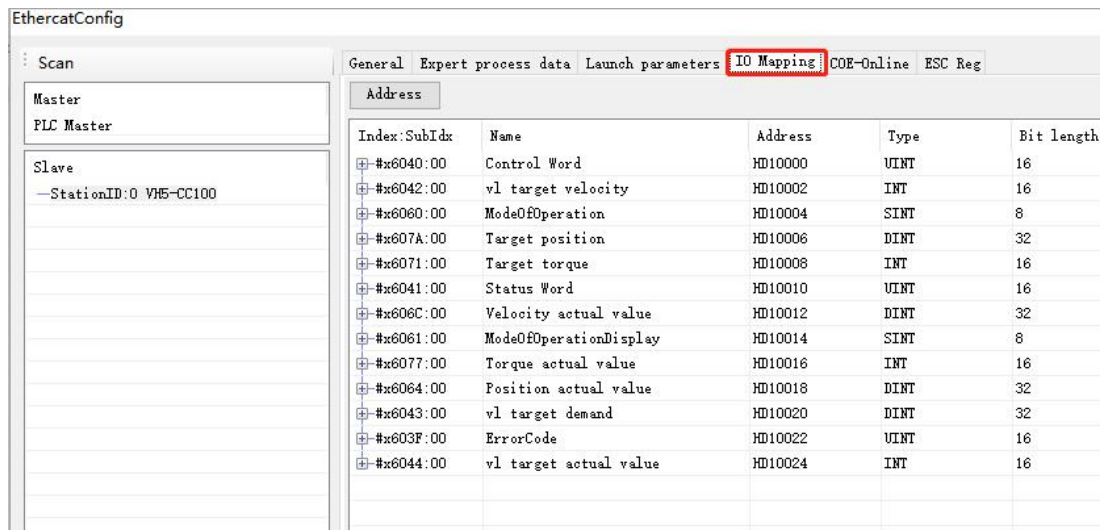 EthercatConfig
Scan
Master
PLC Master
Slave
StationID:0 VH5-CC100
General Expert process data Launch parameters IO Mapping COE-Online ESC Reg
Address
Index:SubIdx Name Address Type Bit length
#x6040:00 Control Word HD10000 UINT 16
#x6042:00 vl target velocity HD10002 INT 16
#x6060:00 ModeOfOperation HD10004 SINT 8
#x607A:00 Target position HD10006 DINT 32
#x6071:00 Target torque HD10008 INT 16
#x6041:00 Status Word HD10010 UINT 16
#x606C:00 Velocity actual value HD10012 DINT 32
#x6061:00 ModeOfOperationDisplay HD10014 SINT 8
#x6077:00 Torque actual value HD10016 INT 16
#x6064:00 Position actual value HD10018 DINT 32
#x6043:00 vl target demand HD10020 DINT 32
#x603F:00 ErrorCode HD10022 UINT 16
#x6044:00 vl target actual value HD10024 INT 16